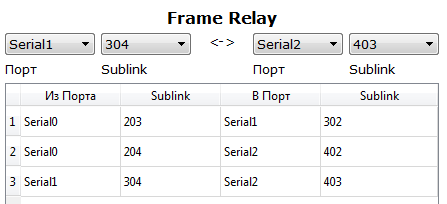 Frame Relay
Serial1 304 <-> Serial2 403
Порт Sublink Порт Sublink
Из Порта Sublink В Порт Sublink
1 Serial0 203 Serial1 302
2 Serial0 204 Serial2 402
3 Serial1 304 Serial2 403